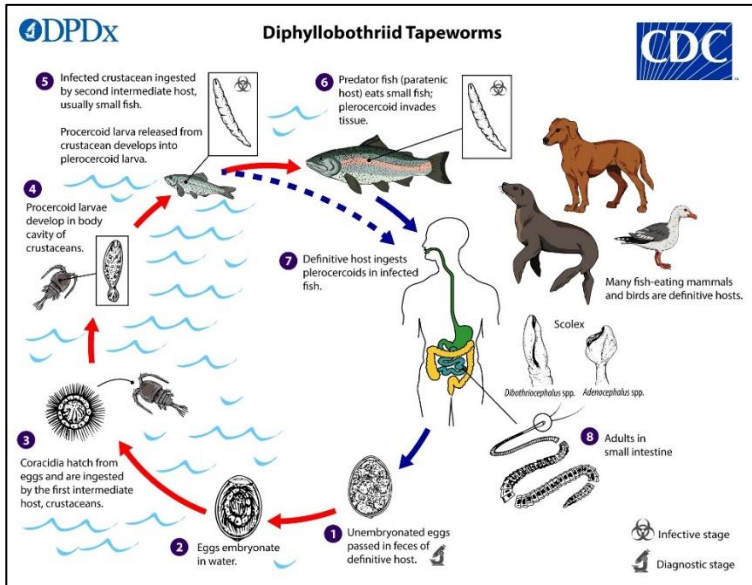 DPDx
Diphyllobothriid Tapeworms
CDC
5
Infected crustacean ingested
by second intermediate host,
usually small fish.
Procercoid larva released from
crustacean develops into
plerocercoid larva.
6
Predator fish (paratenic
host) eats small fish;
plerocercoid invades
tissue.
4
Procercoid larvae
develop in body
cavity of
crustaceans.
7
Definitive host ingests
plerocercoids in infected
fish.
Many fish-eating mammals
and birds are definitive hosts.
Scolex
Dibothriocephalus spp.
Adenocephalus spp.
3
Coracidia hatch from
eggs and are ingested
by the first intermediate
host, crustaceans.
8
Adults in
small intestine
2
Eggs embryonate
in water.
1
Unembryonated eggs
passed in feces of
definitive host.
Infective stage
Diagnostic stage